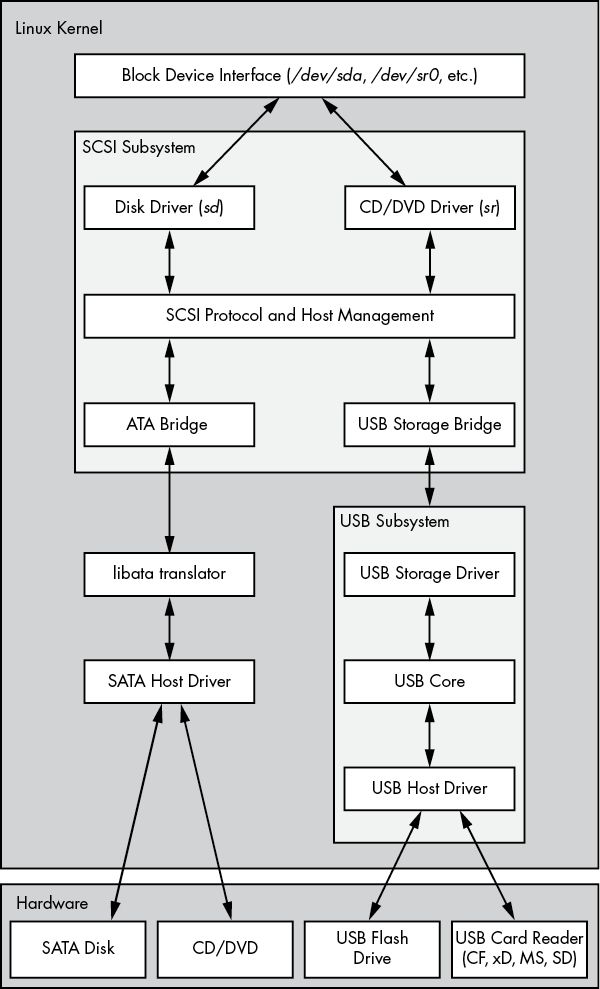 Linux Kernel
Block Device Interface (/dev/sda, /dev/sr0, etc.)
SCSI Subsystem
Disk Driver (sd)
CD/DVD Driver (sr)
SCSI Protocol and Host Management
ATA Bridge
USB Storage Bridge
USB Subsystem
libata translator
USB Storage Driver
SATA Host Driver
USB Core
USB Host Driver
Hardware
SATA Disk
CD/DVD
USB Flash
Drive
USB Card Reader
(CF, xD, MS, SD)